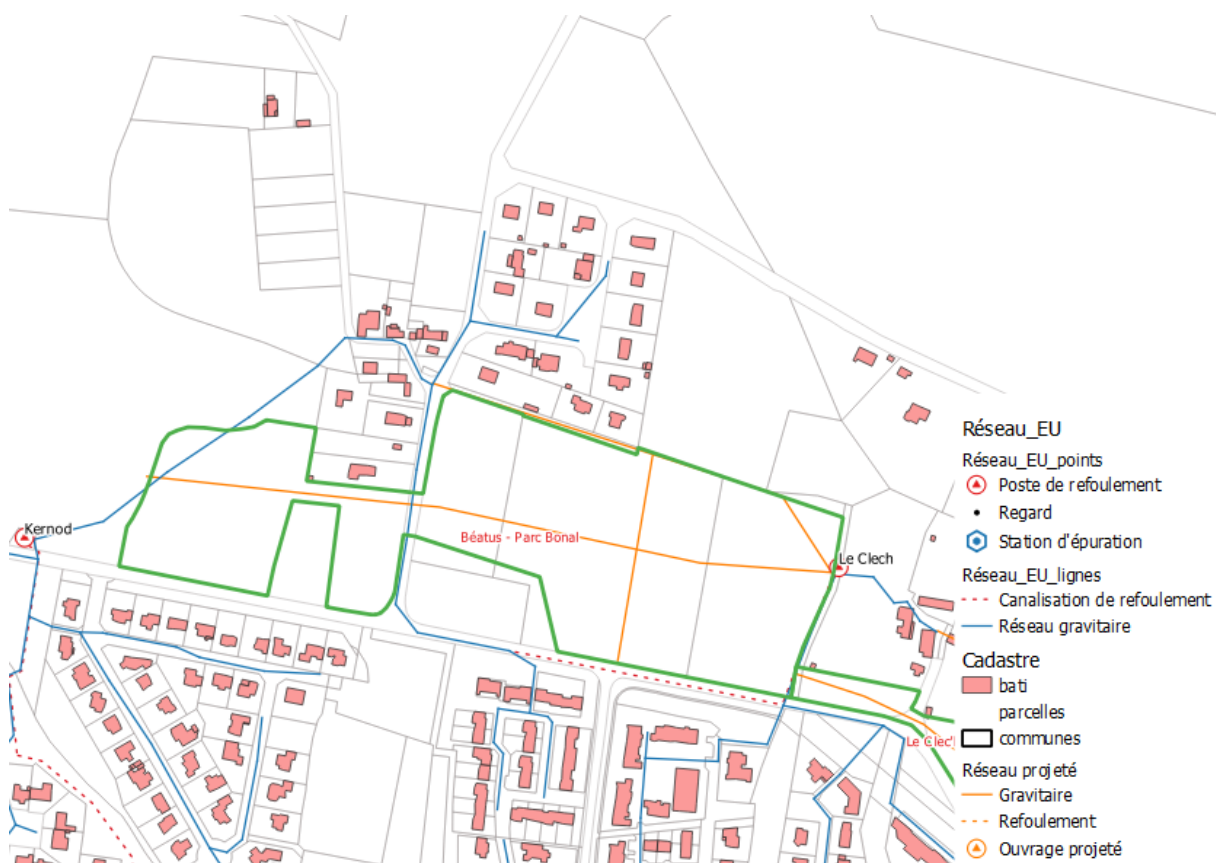 Kernod
Béatus - Parc Bonal
Le Clech
Le Clec'
Réseau_EU
Réseau_EU_points
Poste de refoulement
Regard
Station d'épuration
Réseau_EU_lignes
Canalisation de refoulement
Réseau gravitaire
Cadastre
bati
parcelles
communes
Réseau projeté
Gravitaire
Refoulement
Ouvrage projeté